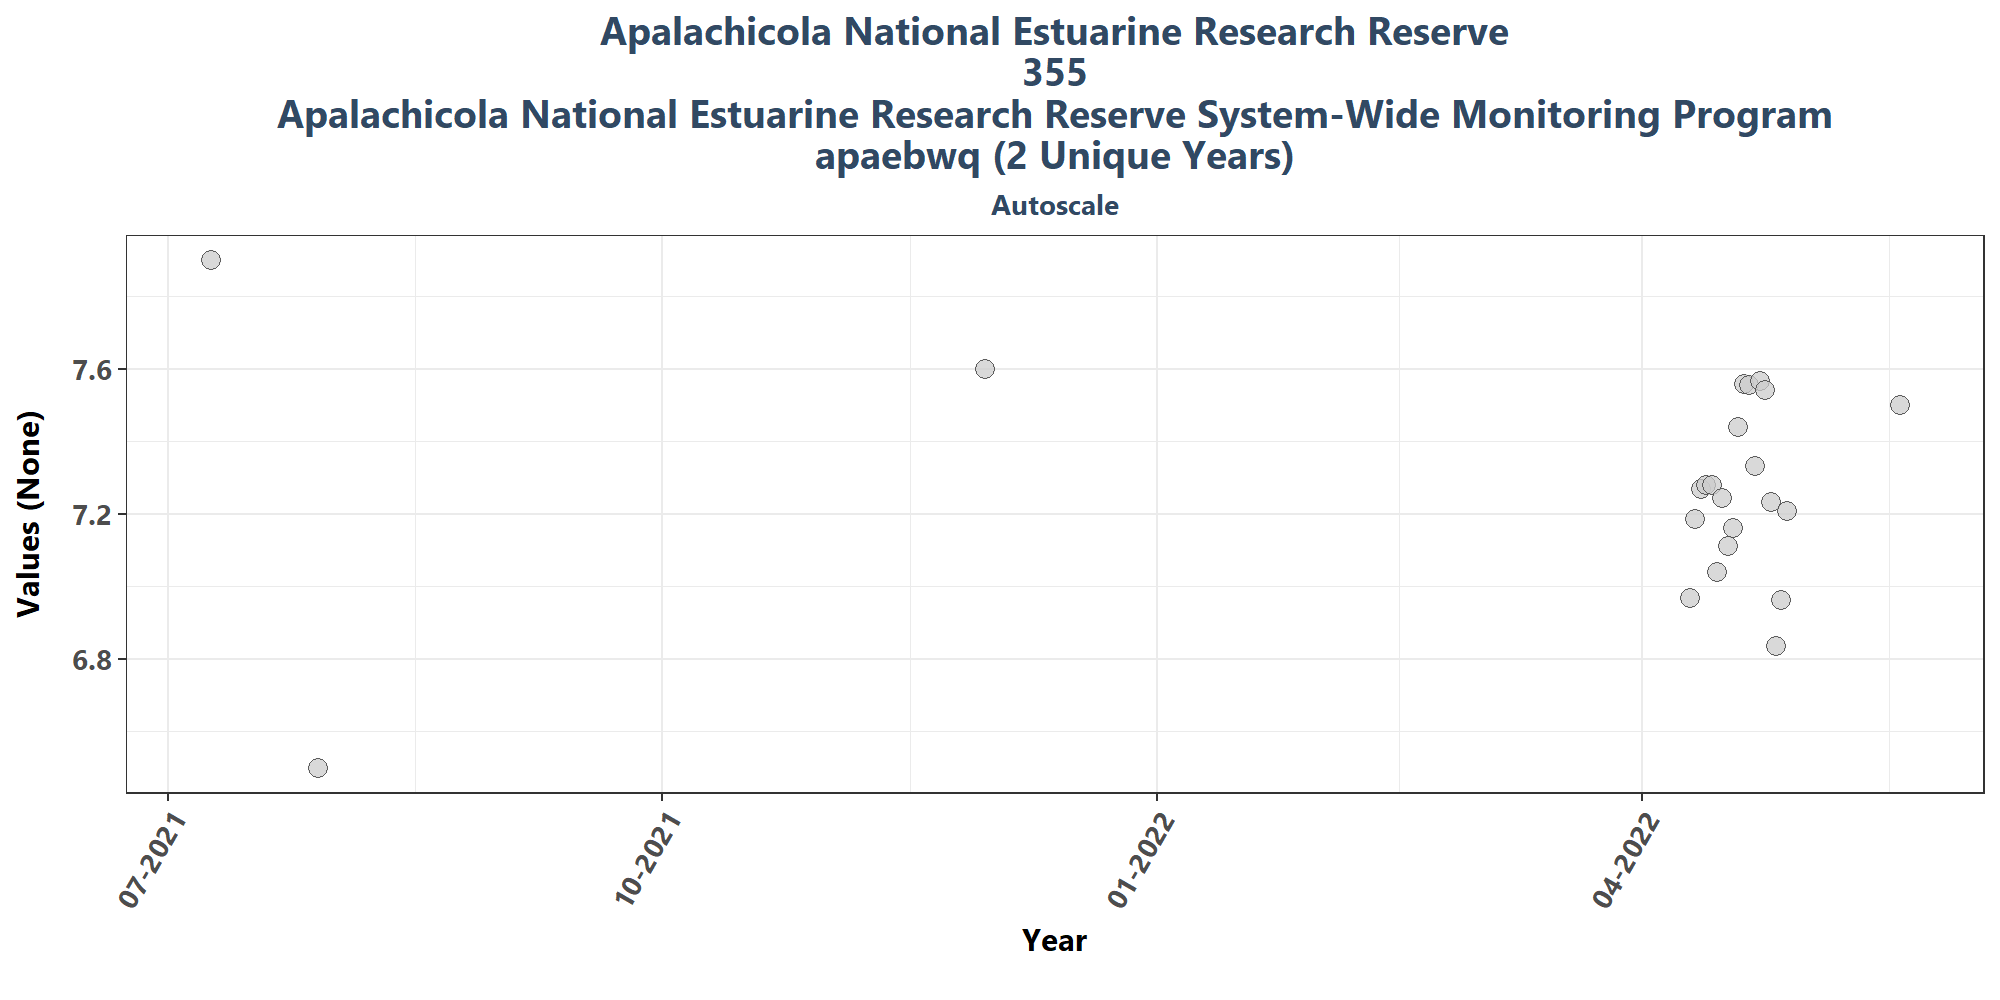 Apalachicola National Estuarine Research Reserve
355
Apalachicola National Estuarine Research Reserve System-Wide Monitoring Program
apaebwq (2 Unique Years)
Autoscale
7.6
7.2
6.8
Values (None)
07-2021
10-2021
01-2022
04-2022
Year